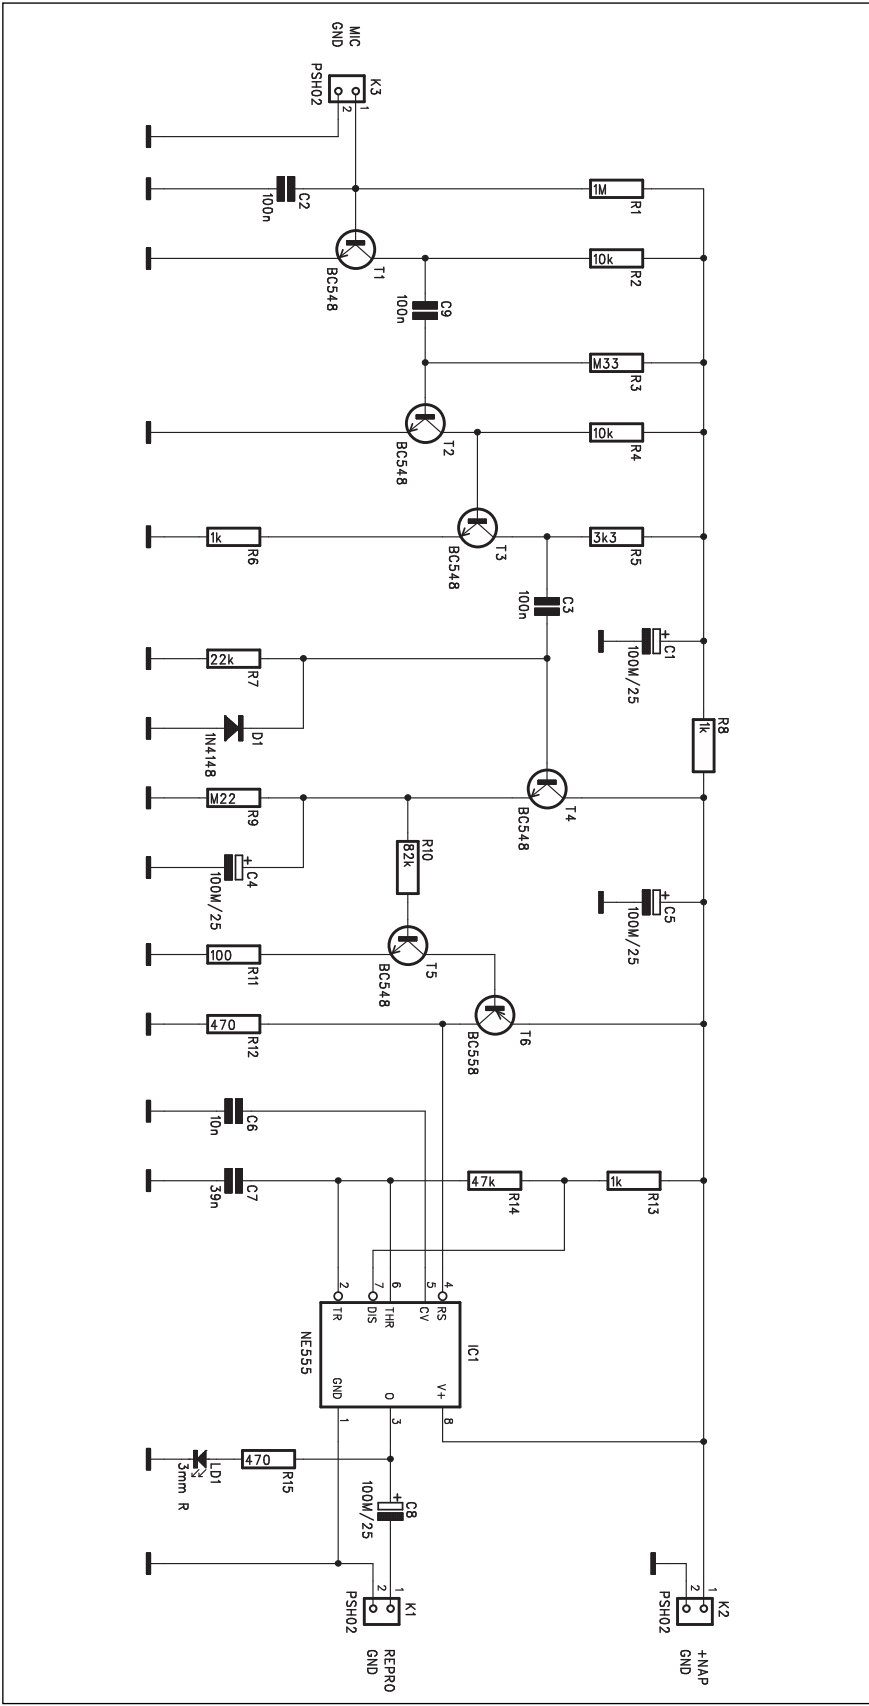 MIC
GND
K3
PSH02
1
2
C2
100n
1M
R1
T1
BC548
10k
R2
C9
100n
M33
R3
T2
BC548
10k
R4
T3
BC548
3k3
R5
1k
R6
C3
100n
+
C1
100M/25
22k
R7
D1
1N4148
R8
1k
T4
BC548
M22
R9
+
C4
100M/25
R10
82k
+
C5
100M/25
T5
BC548
100
R11
T6
BC558
470
R12
C6
10n
C7
39n
47k
R14
1k
R13
2
7
6
5
4
TR
DIS
THR
CV
RS
IC1
NE555
GND
O
V+
1
3
8
470
R15
LD1
3mm R
+
C8
100M/25
K1
PSH02
1
2
REPRO
GND
K2
PSH02
1
2
+NAP
GND